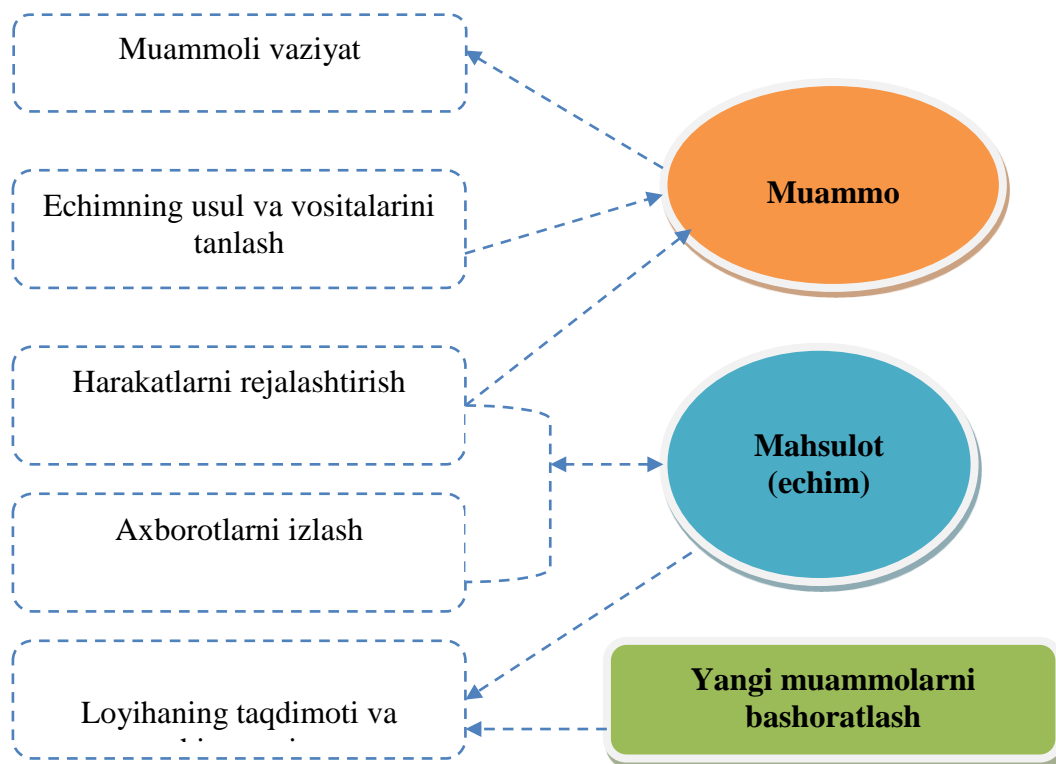 Muammoli vaziyat
Muammo
Echimning usul va vositalarini
tanlash
Harakatlarni rejalashtirish
Mahsulot
(echim)
Axborotlarni izlash
Loyihaning taqdimoti va
Yangi muammolarni
bashoratlash